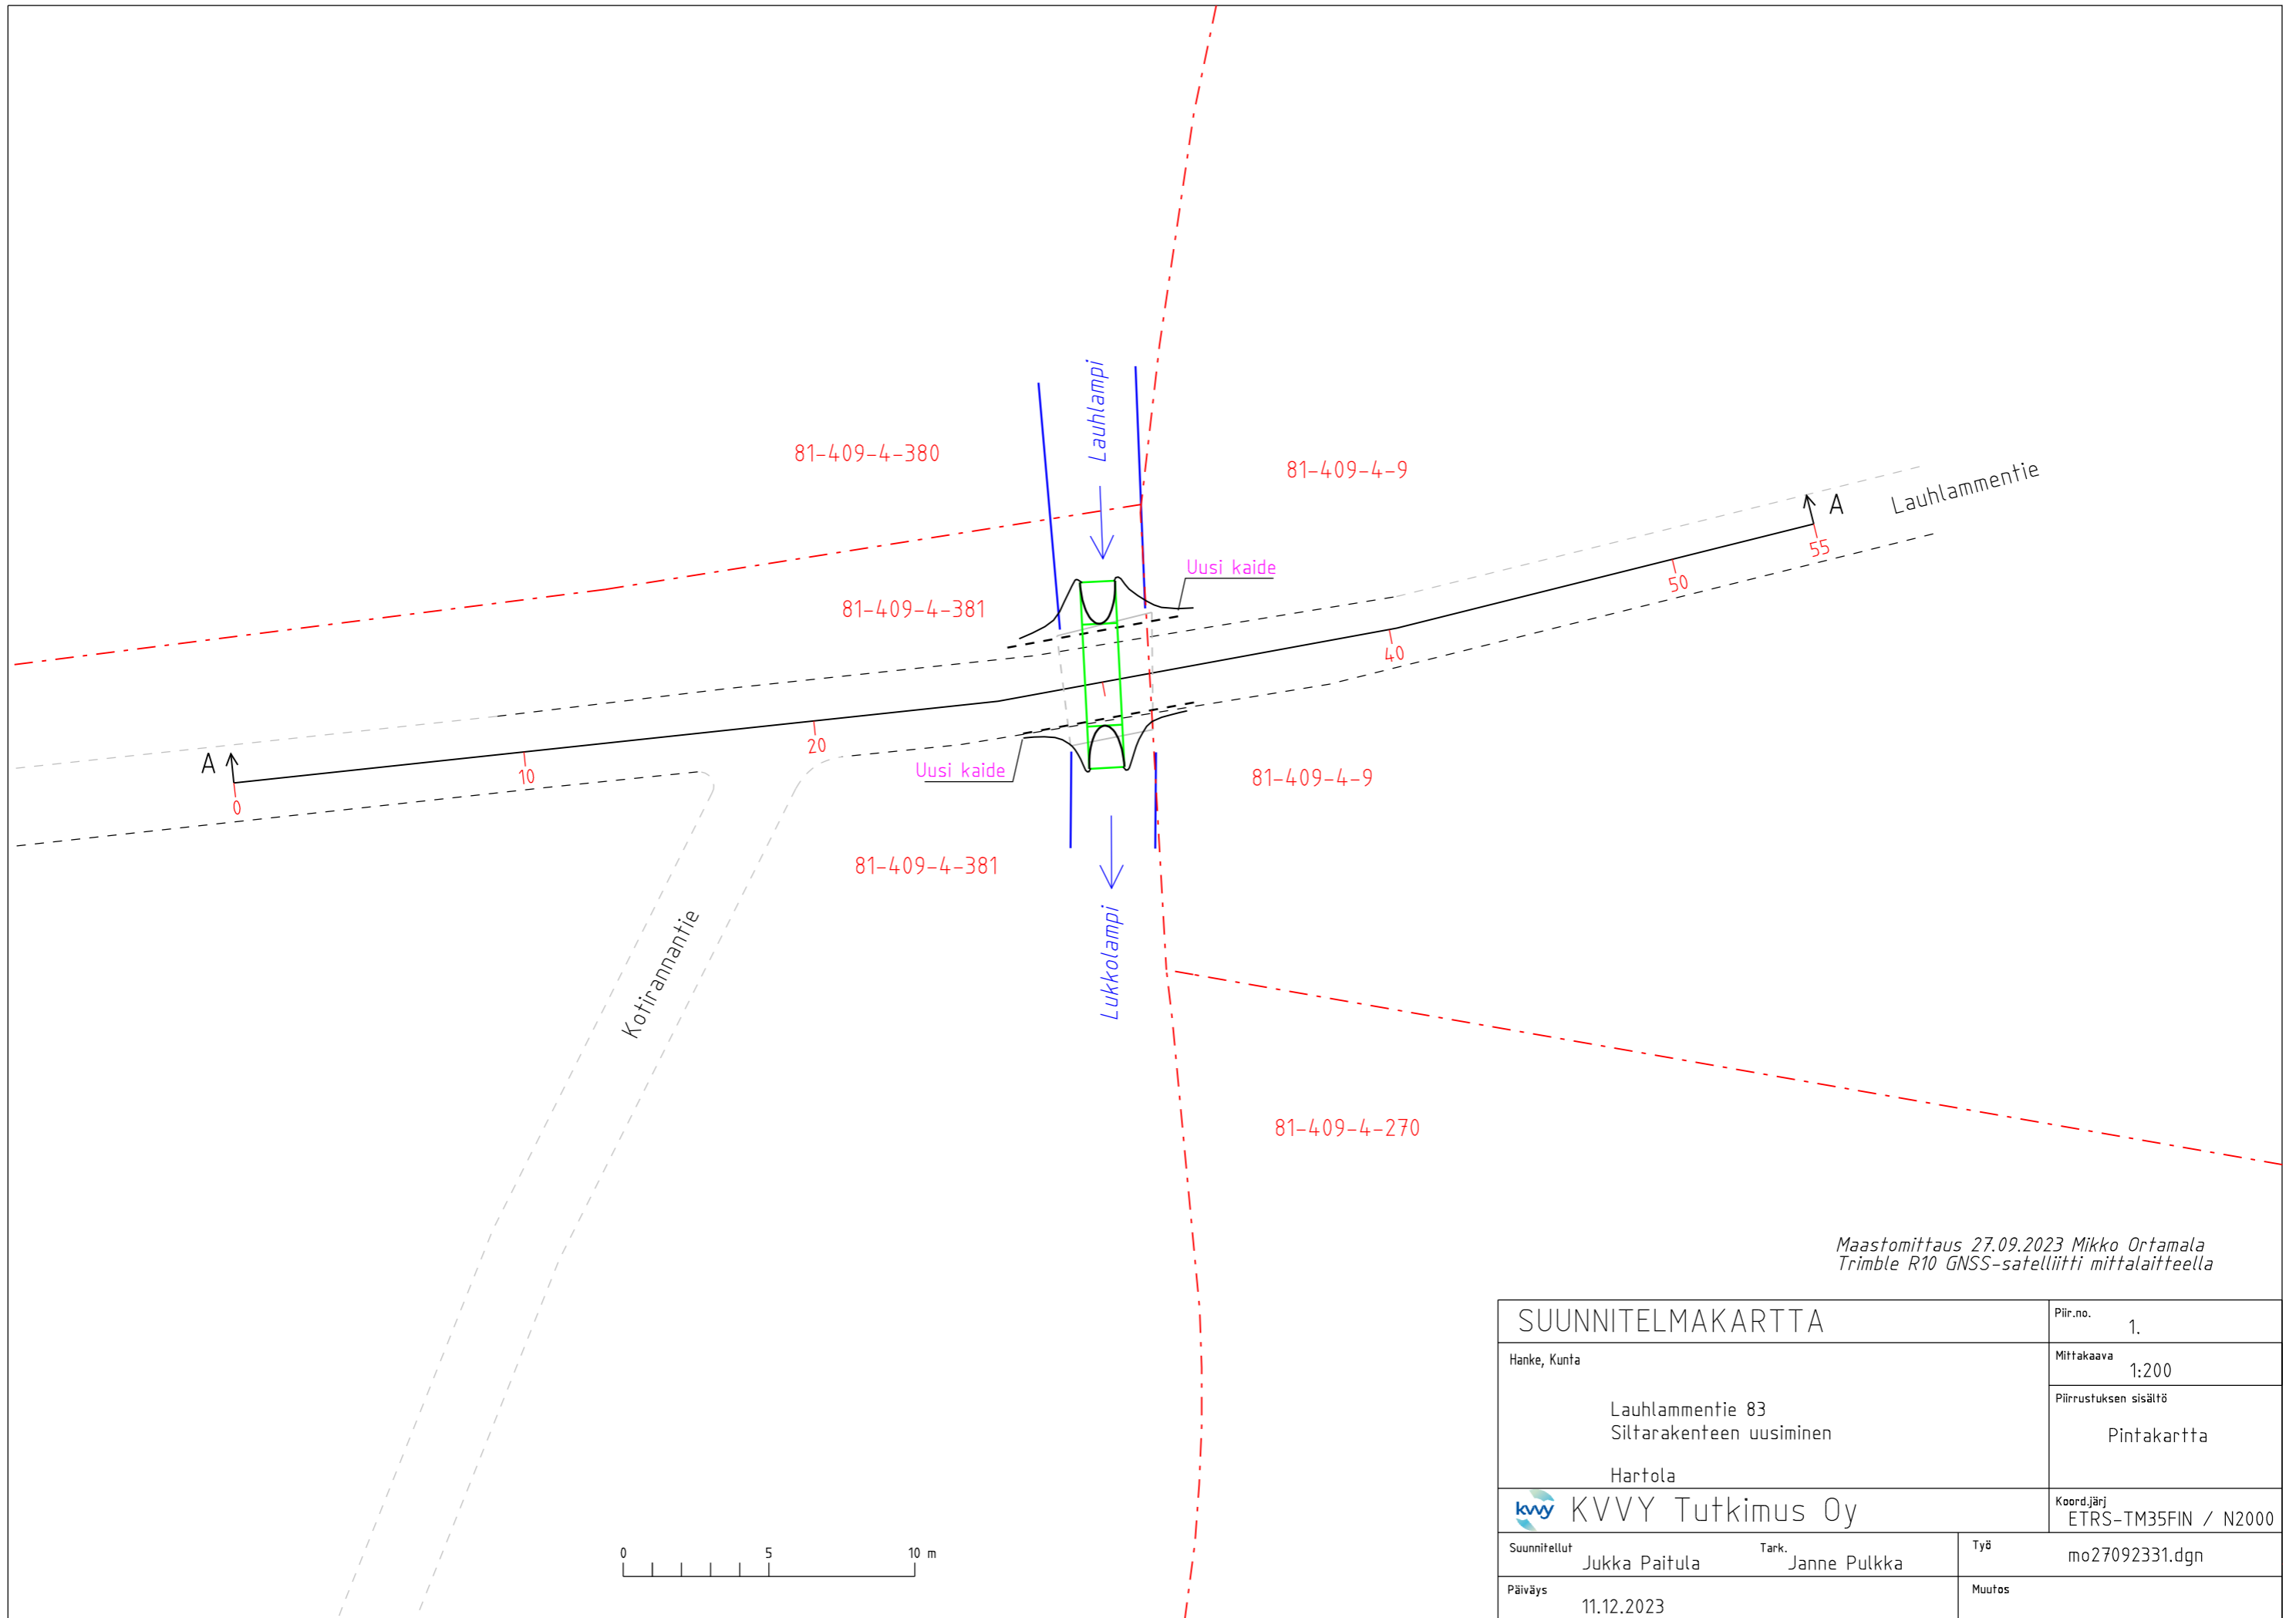 Lauhlampi
81-409-4-380
81-409-4-9
A
Lauhlammentie
55
Uusi kaide
50
81-409-4-381
40
20
A
10
Uusi kaide
81-409-4-9
0
81-409-4-381
Kotirannantie
Lukkolampi
81-409-4-270
Maastomittaus 27.09.2023 Mikko Ortamala
Trimble R10 GNSS-satelliitti mittalaitteella
0 5 10 m
SUUNNITELMAKARTTA
Piir.no.
1.
Hanke, Kunta
Mittakaava
1:200
Lauhlammentie 83
Siltarakenteen uusiminen
Hartola
Piirrustuksen sisältö
Pintakartta
kvvy KVVY Tutkimus Oy
Koord.järj
ETRS-TM35FIN / N2000
Suunnitellut
Jukka Paitula
Tark.
Janne Pulkka
Työ
mo27092331.dgn
Päiväys
11.12.2023
Muutos